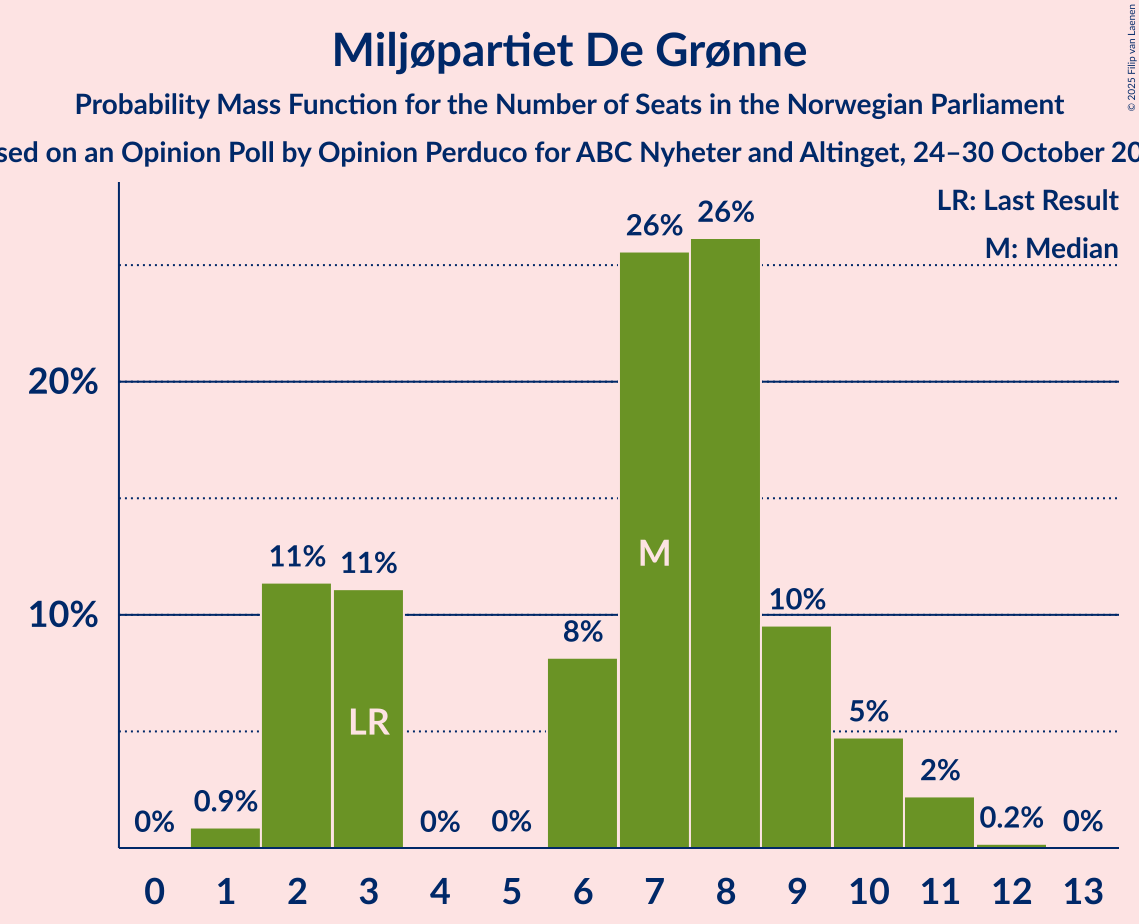 Miljøpartiet De Grønne
Probability Mass Function for the Number of Seats in the Norwegian Parliament
sed on an Opinion Poll by Opinion Perduco for ABC Nyheter and Altinget, 24–30 October 20
© 2025 Filip van Laenen
LR: Last Result
M: Median
26% 26%
20%
11% 11%
10%
10%
8%
M
LR
5%
2%
0% 0.9% 0% 0% 0.2% 0%
0 1 2 3 4 5 6 7 8 9 10 11 12 13